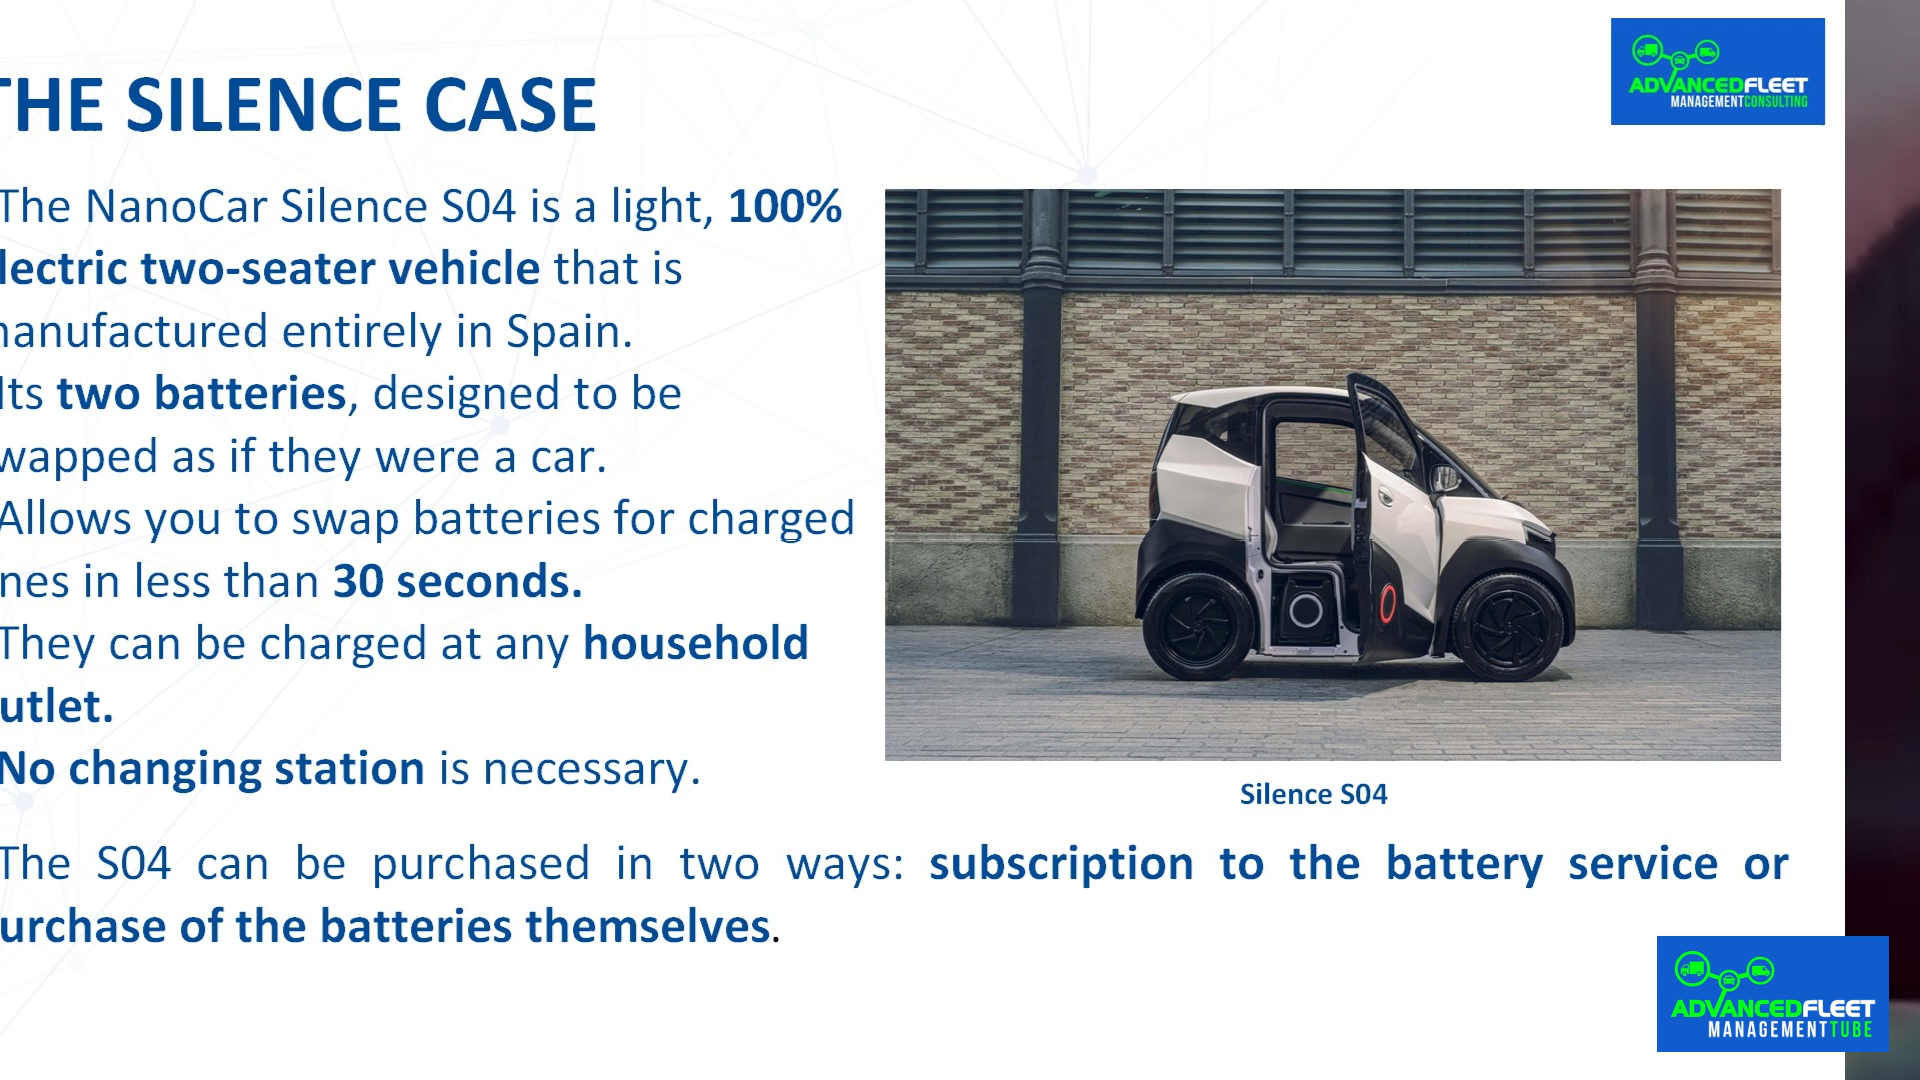 THE SILENCE CASE
The NanoCar Silence S04 is a light, 100%
lectric two-seater vehicle that is
anufactured entirely in Spain.
Its two batteries, designed to be
wapped as if they were a car.
Allows you to swap batteries for charged
nes in less than 30 seconds.
They can be charged at any household
utlet.
No changing station is necessary.
The S04 can be purchased in two ways: subscription to the battery service or
urchase of the batteries themselves.
Silence S04
ADVANCEDFLEET
MANAGEMENTCONSULTING
ADVANCEDFLEET
MANAGEMENTTUBE